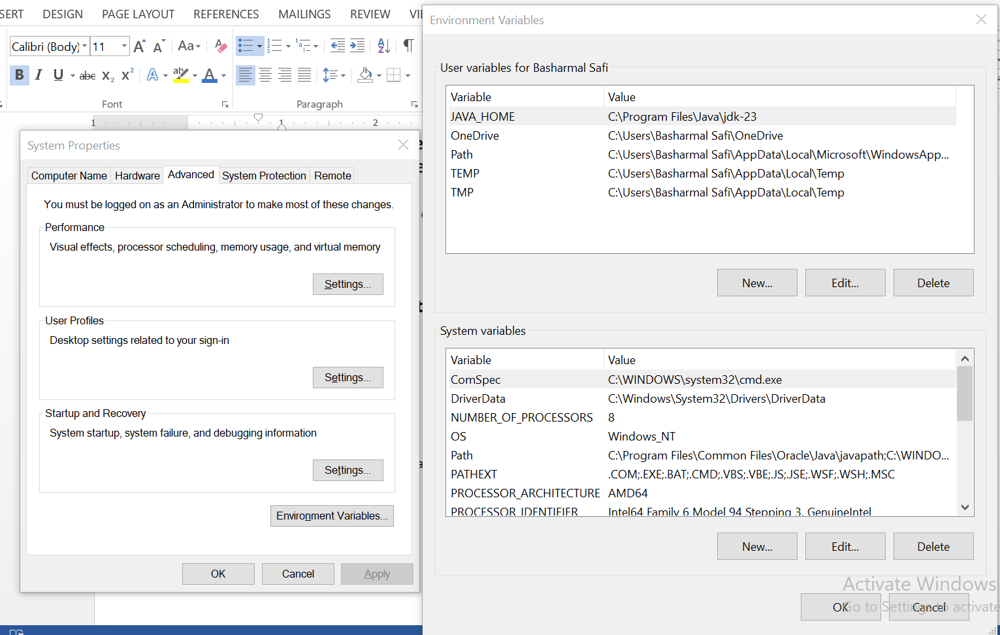 SERT DESIGN PAGE LAYOUT REFERENCES MAILINGS REVIEW
Calibri (Body) 11 Aa
B I U abc X2 X2 A ab A
Font Paragraph
1 1 2
System Properties
Computer Name Hardware Advanced System Protection Remote
You must be logged on as an Administrator to make most of these changes.
Performance
Visual effects, processor scheduling, memory usage, and virtual memory
Settings...
User Profiles
Desktop settings related to your sign-in
Settings...
Startup and Recovery
System startup, system failure, and debugging information
Settings...
Environment Variables...
OK Cancel Apply
Environment Variables
User variables for Basharmal Safi
Variable Value
JAVA_HOME C:\Program Files\Java\jdk-23
OneDrive C:\Users\Basharmal Safi\OneDrive
Path C:\Users\Basharmal Safi\AppData\Local\Microsoft\WindowsApp...
TEMP C:\Users\Basharmal Safi\AppData\Local\Temp
TMP C:\Users\Basharmal Safi\AppData\Local\Temp
New... Edit... Delete
System variables
Variable Value
ComSpec C:\WINDOWS\system32\cmd.exe
DriverData C:\Windows\System32\Drivers\DriverData
NUMBER_OF_PROCESSORS 8
OS Windows_NT
Path C:\Program Files\Common Files\Oracle\Java\javapath;C:\WINDO...
PATHEXT .COM;.EXE;.BAT;.CMD;.VBS;.VBE;.JS;.JSE;.WSF;.WSH;.MSC
PROCESSOR_ARCHITECTURE AMD64
PROCESSOR_IDENTIFIER Intel64 Family 6 Model 94 Stepping 3, GenuineIntel
New... Edit... Delete
Activate Windows
Go to Settings to activate
OK Cancel